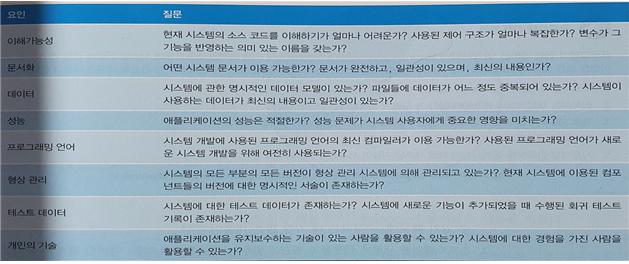 요인 질문
이해가능성 현재 시스템의 소스 코드를 이해하기가 얼마나 어려운가? 사용된 제어 구조가 얼마나 복잡한가? 변수가 그
기능을 반영하는 의미 있는 이름을 갖는가?
문서화 어떤 시스템 문서가 이용 가능한가? 문서가 완전하고, 일관성이 있으며, 최신의 내용인가?
데이터 시스템에 관한 명시적인 데이터 모델이 있는가? 파일들에 데이터가 어느 정도 중복되어 있는가? 시스템이
사용하는 데이터가 최신의 내용이고 일관성이 있는가?
성능 애플리케이션의 성능은 적절한가? 성능 문제가 시스템 사용자에게 중요한 영향을 미치는가?
프로그래밍 언어 시스템 개발에 사용된 프로그래밍 언어의 최신 컴파일러가 이용 가능한가? 사용된 프로그래밍 언어가 새로
운 시스템 개발을 위해 여전히 사용되는가?
형상 관리 시스템의 모든 부분의 모든 버전이 형상 관리 시스템에 의해 관리되고 있는가? 현재 시스템에 이용된 컴포
넌트들의 버전에 대한 명시적인 서술이 존재하는가?
테스트 데이터 시스템에 대한 테스트 데이터가 존재하는가? 시스템에 새로운 기능이 추가되었을 때 수행된 회귀 테스트
기록이 존재하는가?
개인의 기술 애플리케이션을 유지보수하는 기술이 있는 사람을 활용할 수 있는가? 시스템에 대한 경험을 가진 사람을
활용할 수 있는가?